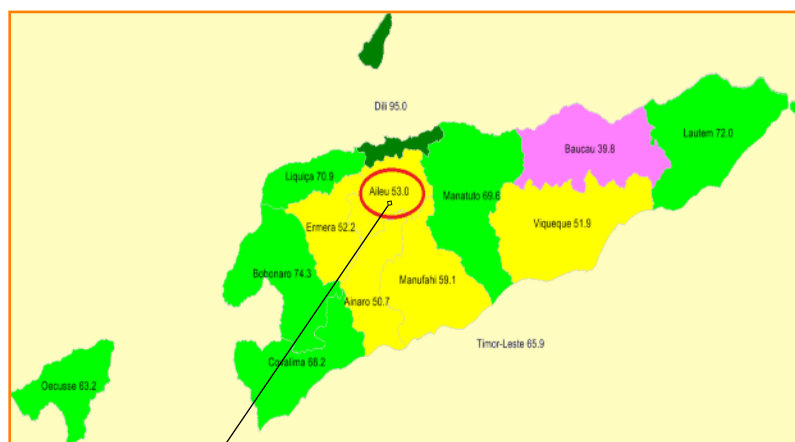 Dili 95.0
Lautem 72.0
Baucau 39.8
Liquiça 70.9
Aileu 53.0
Manatuto 69.6
Viqueque 51.9
Ermera 52.2
Bobonaro 74.3
Manufahi 59.1
Ainaro 50.7
Timor-Leste 65.9
Covalima 68.2
Oecusse 63.2